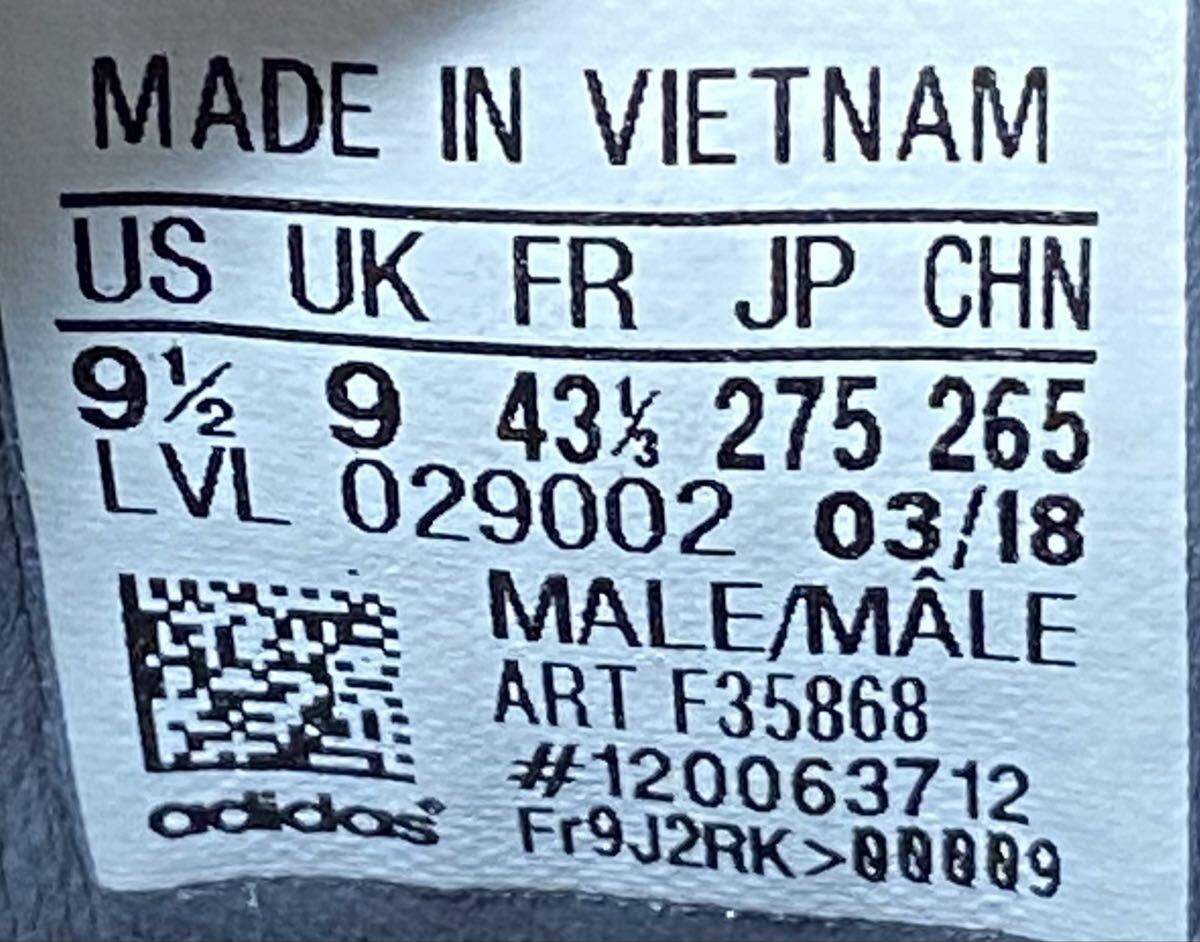 MADE IN VIETNAM
US UK FR JP CHN
9½ 9 43⅓ 275 265
LVL 029002 03/18
MALE/MÂLE
ART F35868
#120063712
adidas
Fr9J2RK>00009